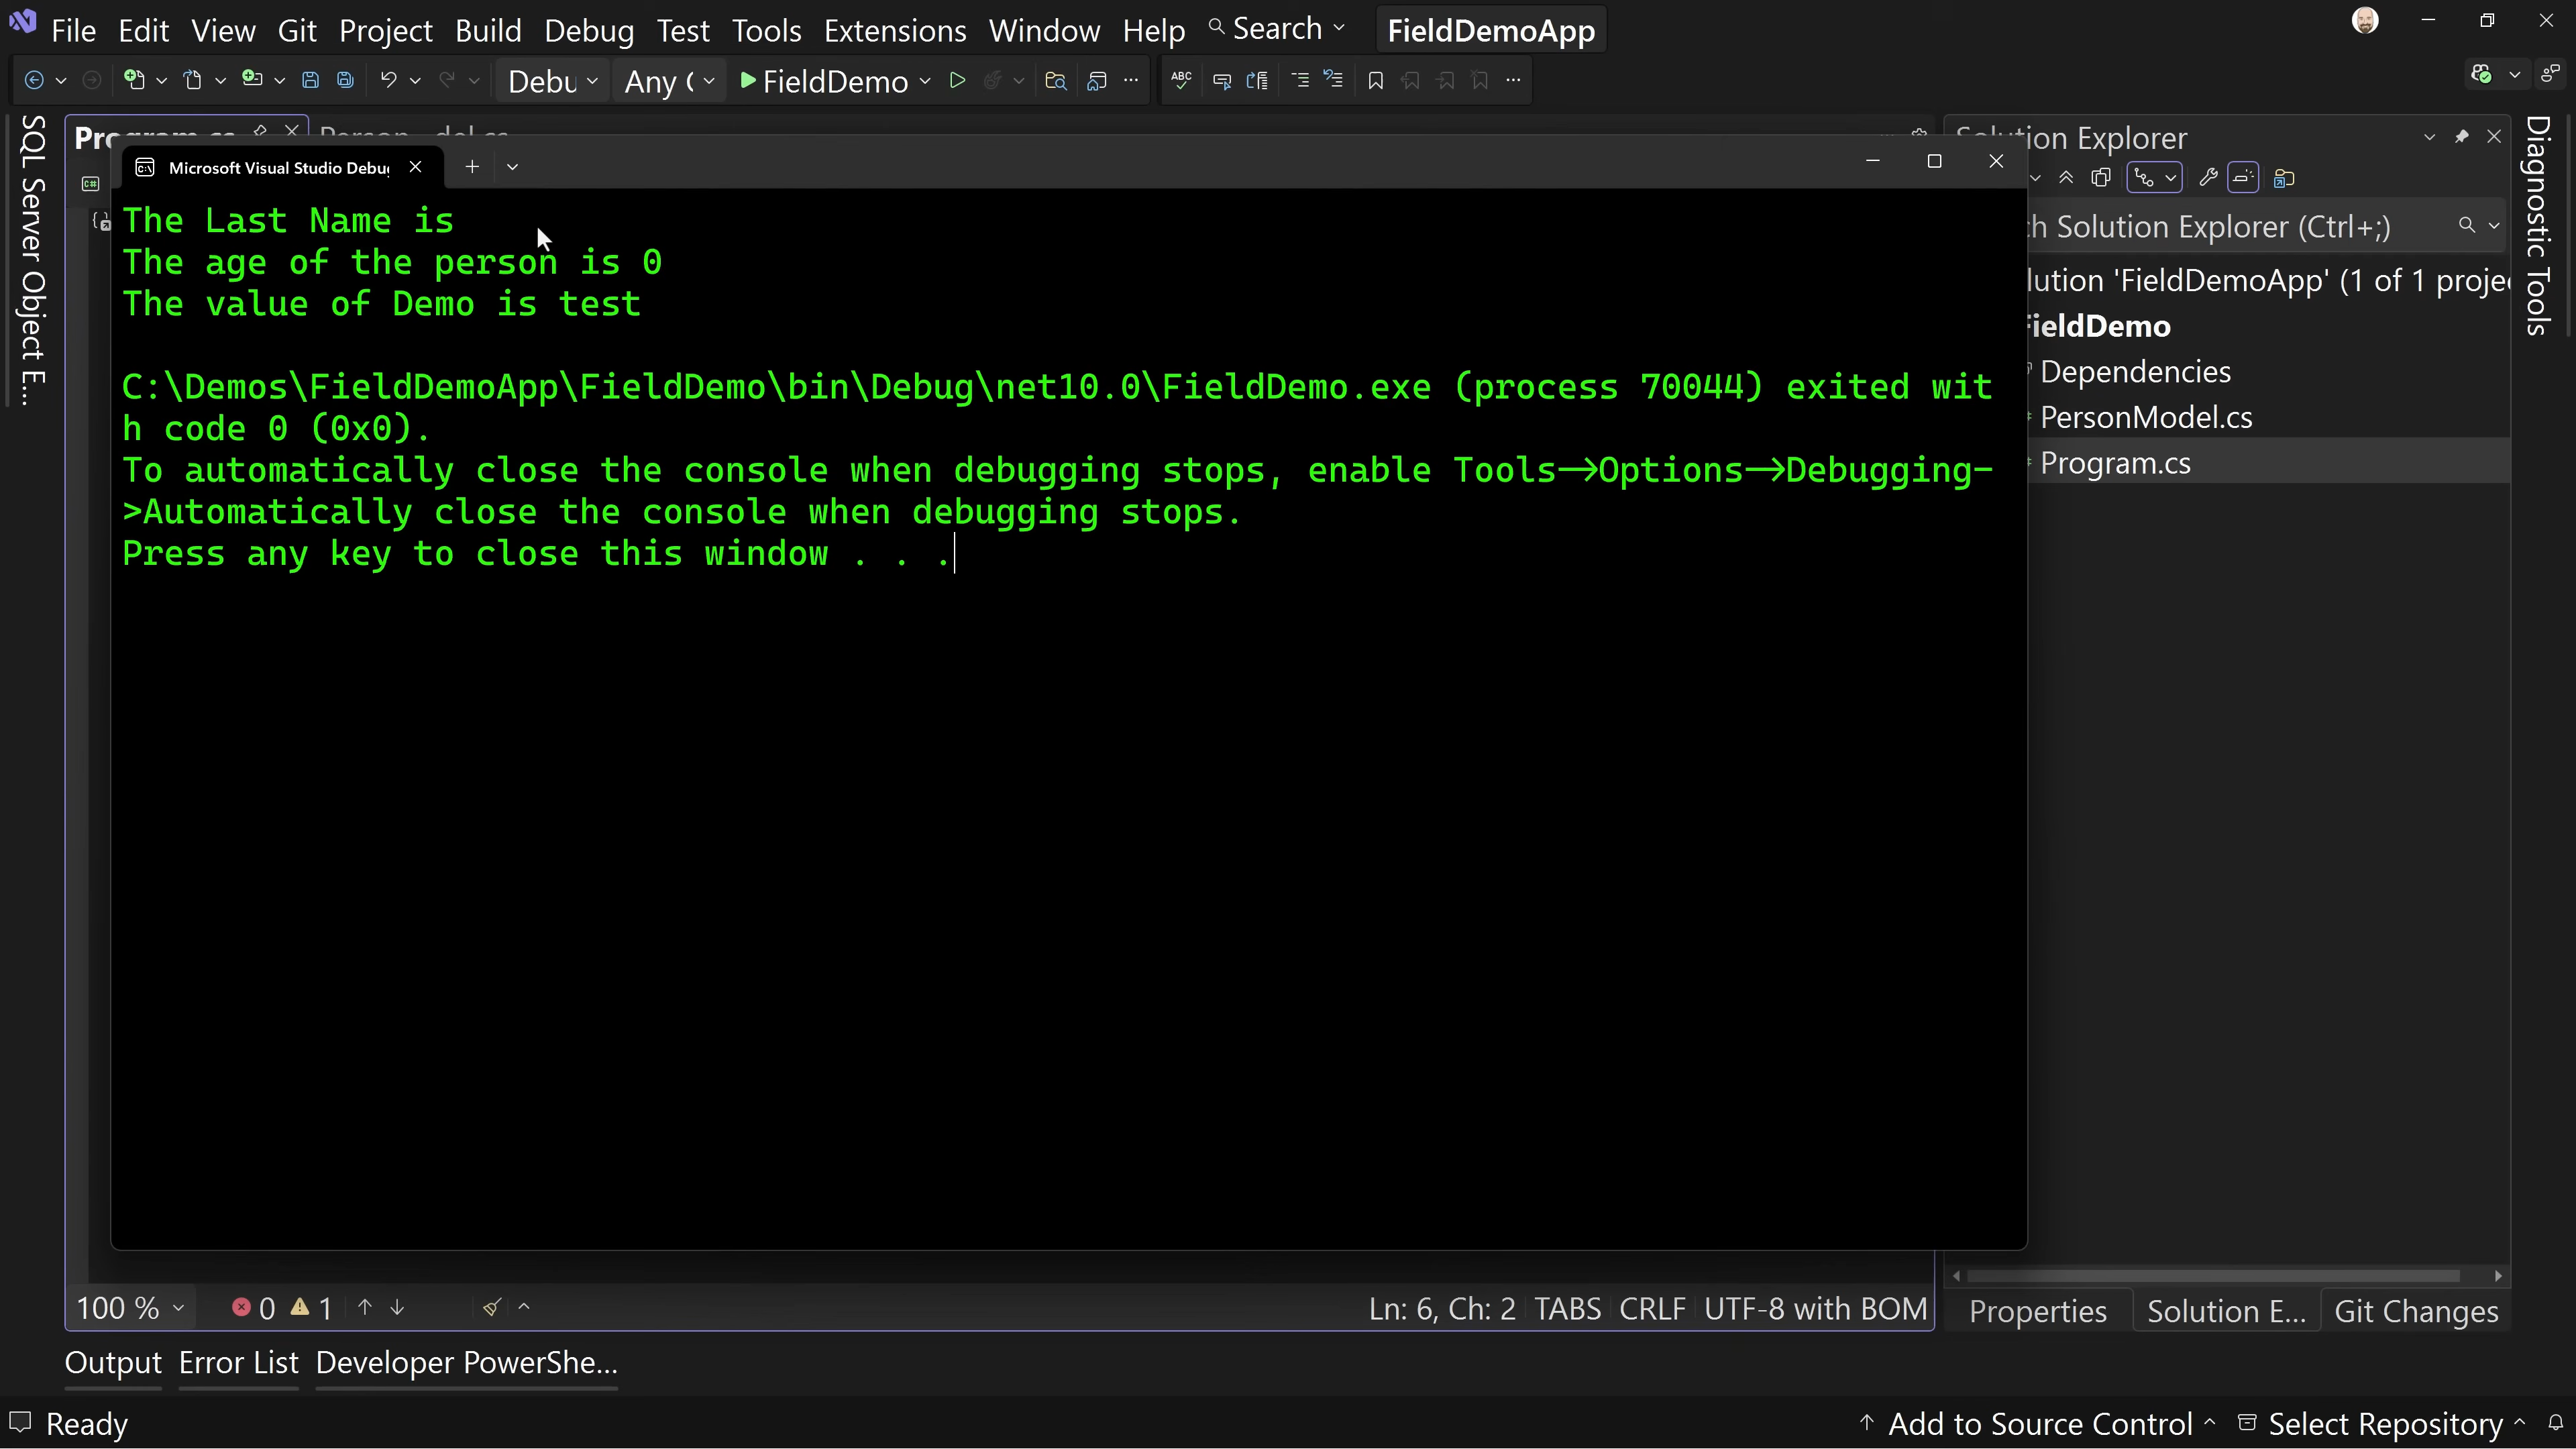 File Edit View Git Project Build Debug Test Tools Extensions Window Help Search FieldDemoApp
Debu Any FieldDemo
SQL Server Object E...
Solution Explorer
Diagnostic Tools
Microsoft Visual Studio Debu
The Last Name is
The age of the person is 0
The value of Demo is test
C:\Demos\FieldDemoApp\FieldDemo\bin\Debug\net10.0\FieldDemo.exe (process 70044) exited wit
h code 0 (0x0).
To automatically close the console when debugging stops, enable Tools->Options->Debugging-
>Automatically close the console when debugging stops.
Press any key to close this window . . .
ch Solution Explorer (Ctrl+;)
lution 'FieldDemoApp' (1 of 1 proje
FieldDemo
Dependencies
PersonModel.cs
Program.cs
100 % 0 1 Ln: 6, Ch: 2 TABS CRLF UTF-8 with BOM
Properties Solution E... Git Changes
Output Error List Developer PowerShe...
Ready Add to Source Control Select Repository